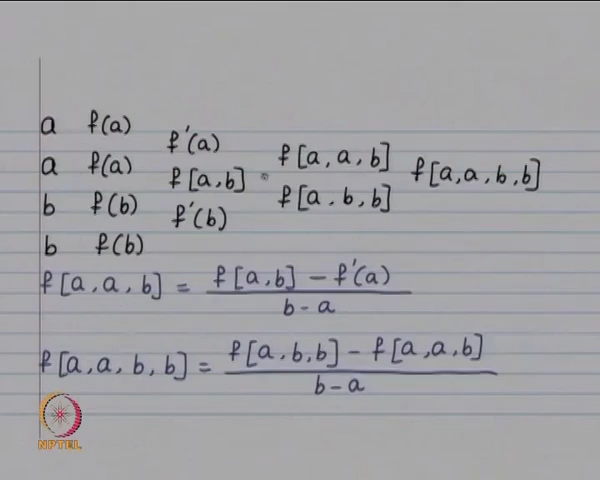 a f(a)
f'(a)
a f(a) f[a,a,b]
f[a,b] f[a,a,b,b]
b f(b) f[a,b,b]
f'(b)
b f(b)
f[a,a,b] = f[a,b] - f'(a) / b-a
f[a,a,b,b] = f[a,b,b] - f[a,a,b] / b-a
NPTEL